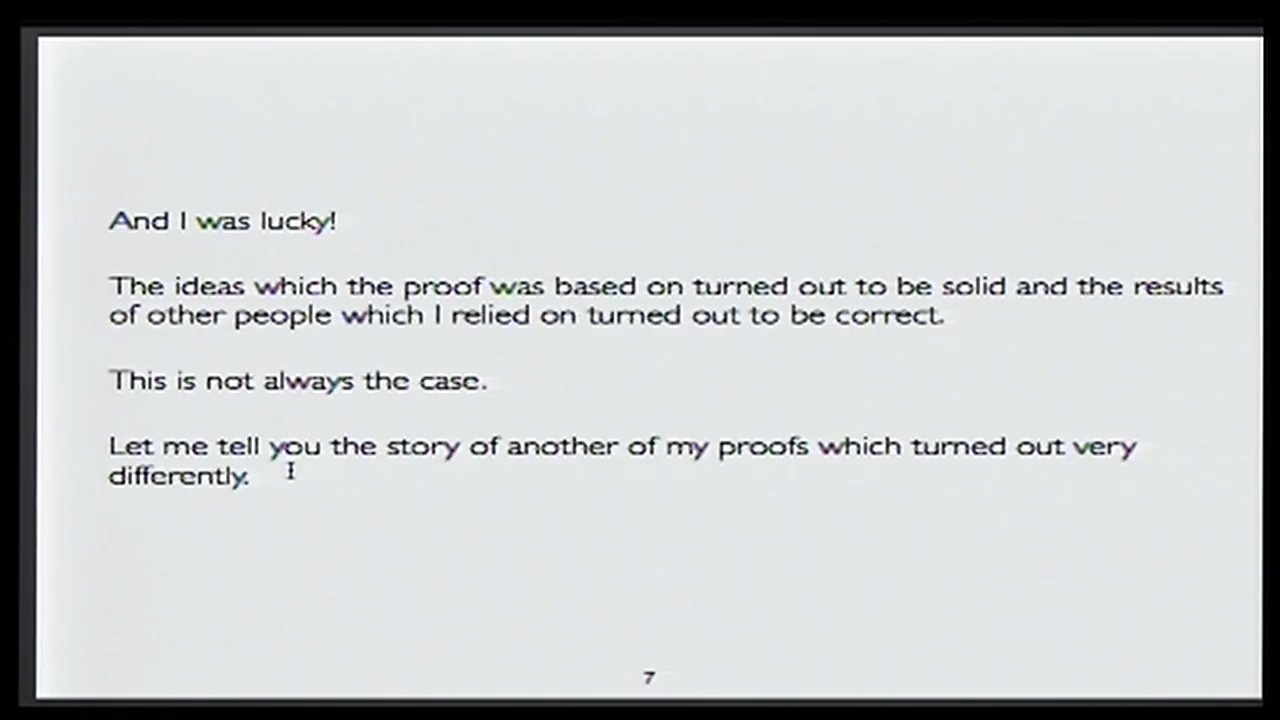 And I was lucky!
The ideas which the proof was based on turned out to be solid and the results
of other people which I relied on turned out to be correct.
This is not always the case.
Let me tell you the story of another of my proofs which turned out very
differently.
7